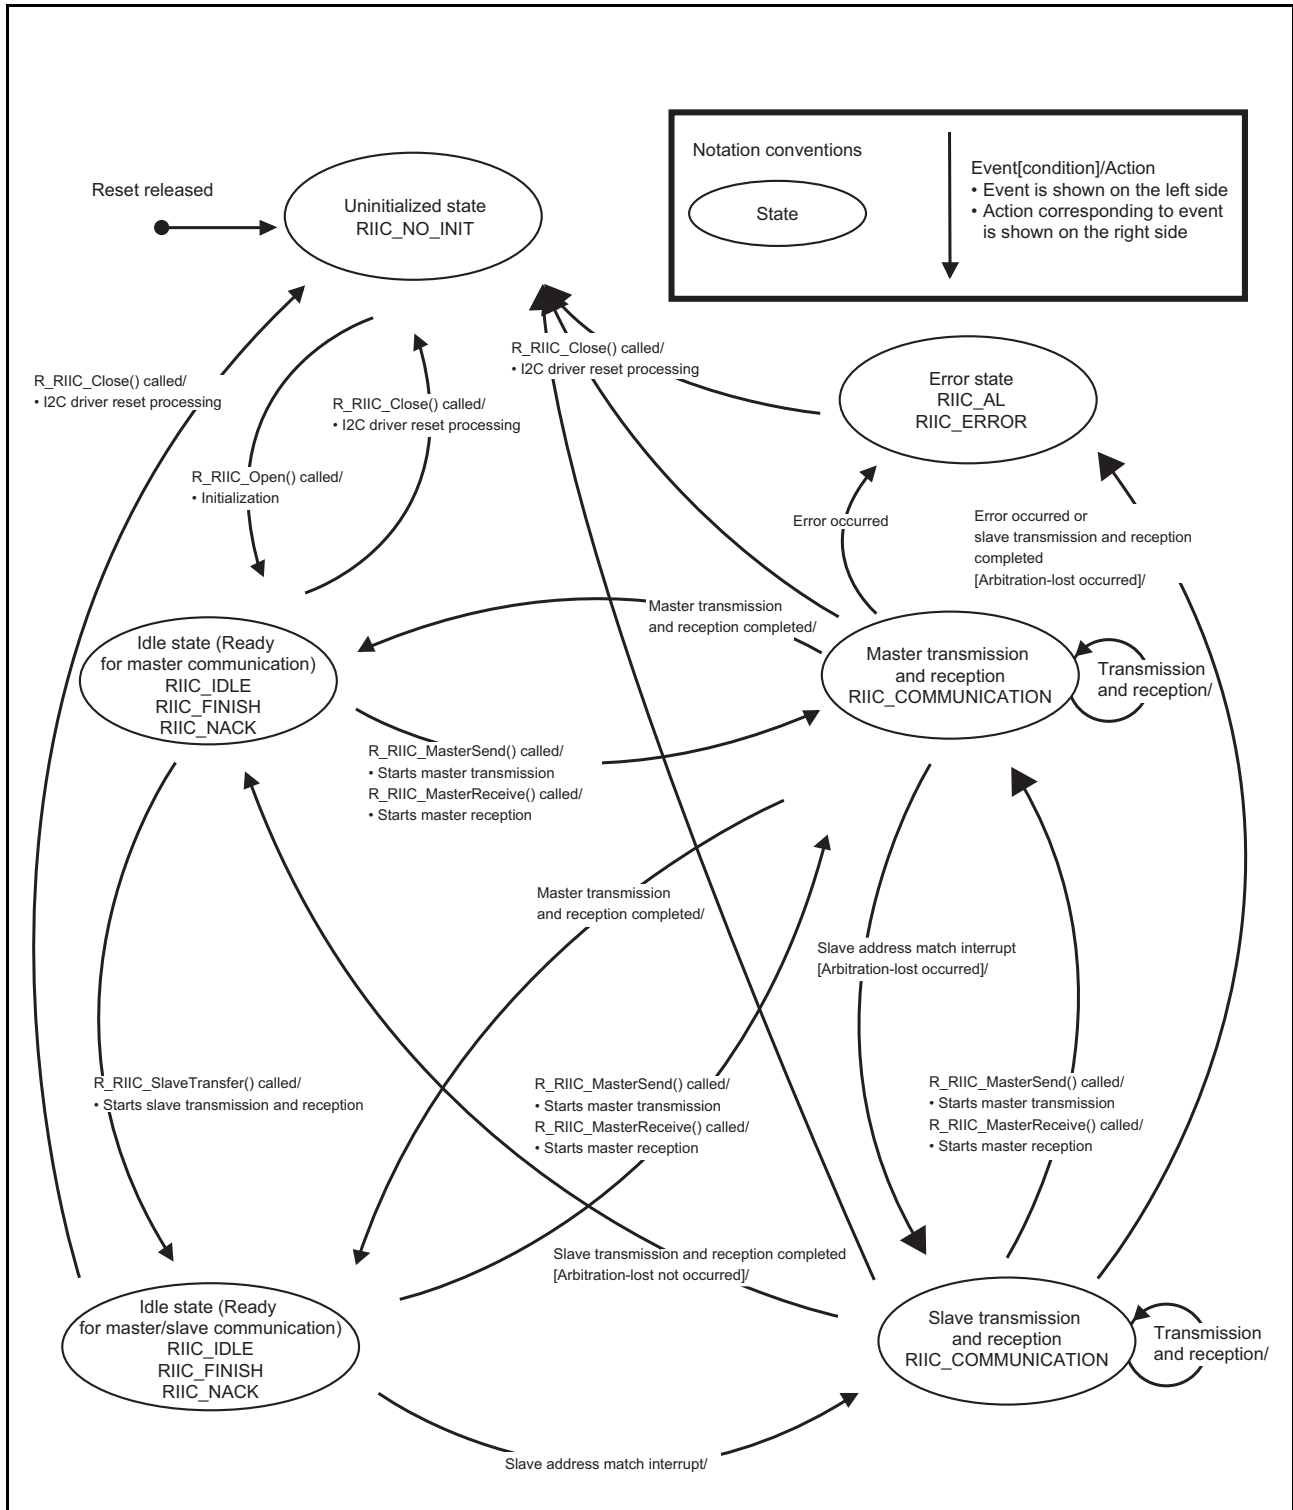 Notation conventions
State
Event[condition]/Action
• Event is shown on the left side
• Action corresponding to event
is shown on the right side
Reset released
Uninitialized state
RIIC_NO_INIT
R_RIIC_Close() called/
• I2C driver reset processing
R_RIIC_Close() called/
• I2C driver reset processing
R_RIIC_Close() called/
• I2C driver reset processing
Error state
RIIC_AL
RIIC_ERROR
R_RIIC_Open() called/
• Initialization
Error occurred
Error occurred or
slave transmission and reception
completed
[Arbitration-lost occurred]/
Master transmission
and reception completed/
Idle state (Ready
for master communication)
RIIC_IDLE
RIIC_FINISH
RIIC_NACK
Master transmission
and reception
RIIC_COMMUNICATION
Transmission
and reception/
R_RIIC_MasterSend() called/
• Starts master transmission
R_RIIC_MasterReceive() called/
• Starts master reception
Master transmission
and reception completed/
Slave address match interrupt
[Arbitration-lost occurred]/
R_RIIC_SlaveTransfer() called/
• Starts slave transmission and reception
R_RIIC_MasterSend() called/
• Starts master transmission
R_RIIC_MasterReceive() called/
• Starts master reception
R_RIIC_MasterSend() called/
• Starts master transmission
R_RIIC_MasterReceive() called/
• Starts master reception
Slave transmission and reception completed
[Arbitration-lost not occurred]/
Idle state (Ready
for master/slave communication)
RIIC_IDLE
RIIC_FINISH
RIIC_NACK
Slave transmission
and reception
RIIC_COMMUNICATION
Transmission
and reception/
Slave address match interrupt/